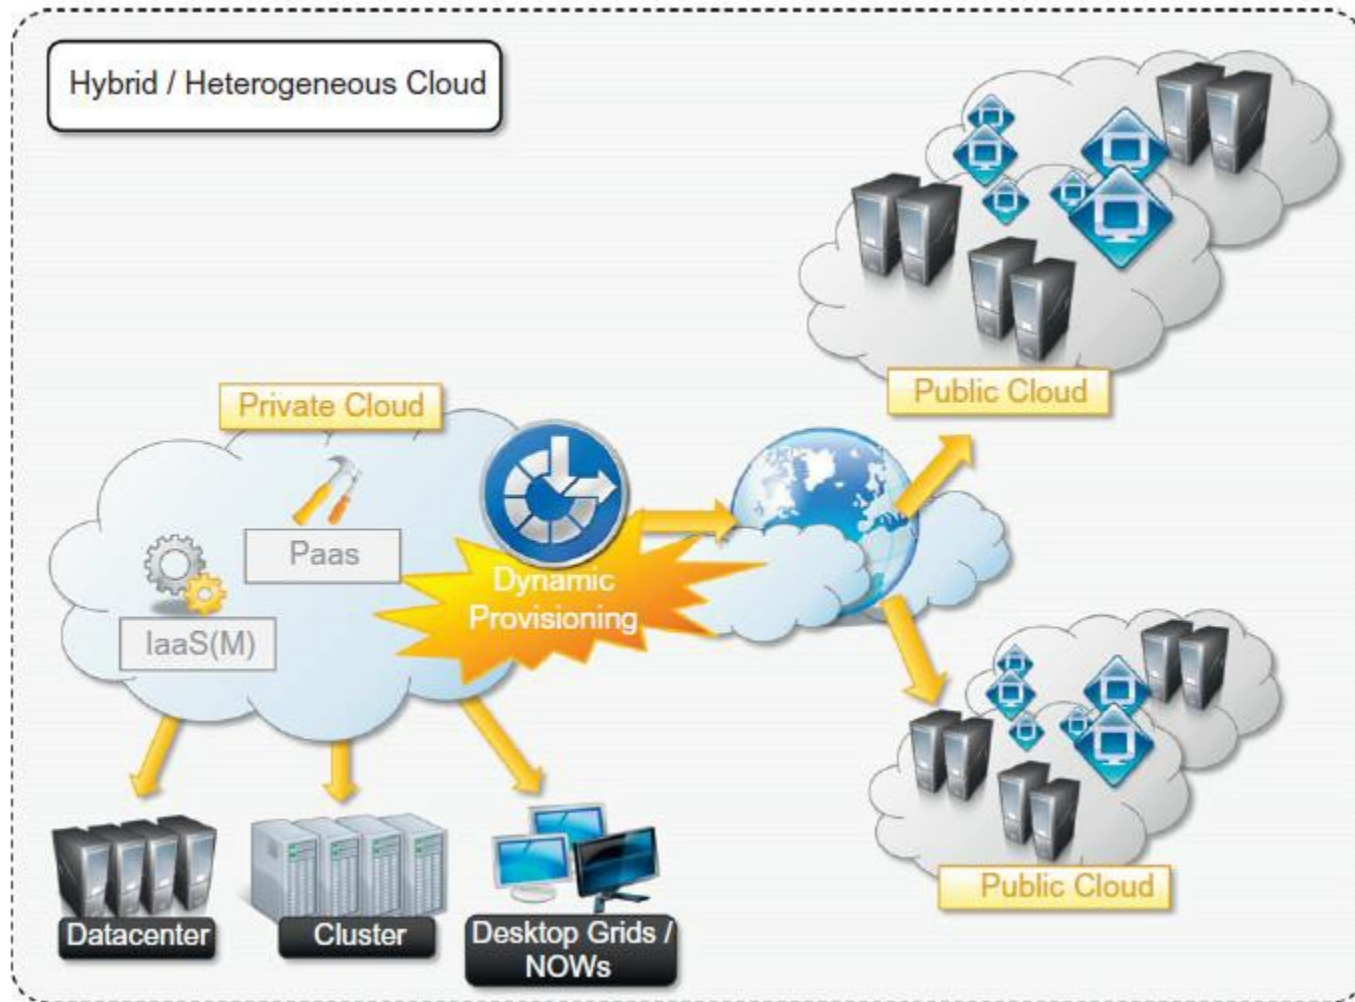 Hybrid / Heterogeneous Cloud
Public Cloud
Private Cloud
Paas
Dynamic
Provisioning
IaaS(M)
Public Cloud
Datacenter
Cluster
Desktop Grids /
NOWs